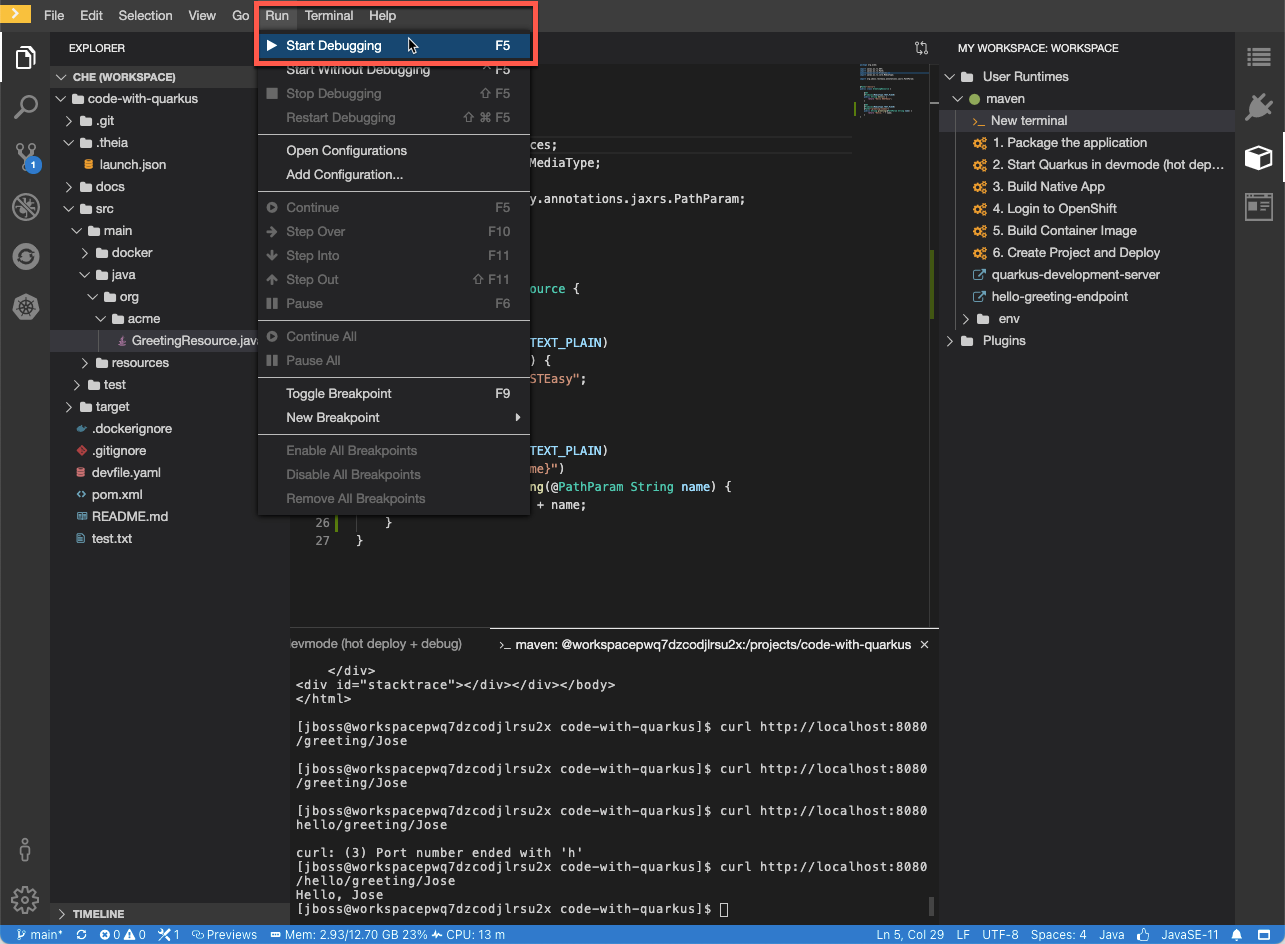 File Edit Selection View Go Run Terminal Help
EXPLORER
CHE (WORKSPACE)
code-with-quarkus
.git
.theia
launch.json
docs
src
main
docker
java
org
acme
GreetingResource.java
resources
test
target
.dockerignore
.gitignore
devfile.yaml
pom.xml
README.md
test.txt
TIMELINE
1
Start Debugging F5
Start Without Debugging ⌃ F5
Stop Debugging ⇧ F5
Restart Debugging ⇧ ⌘ F5
Open Configurations
Add Configuration...
Continue F5
Step Over F10
Step Into F11
Step Out ⇧ F11
Pause F6
Continue All
Pause All
Toggle Breakpoint F9
New Breakpoint
Enable All Breakpoints
Disable All Breakpoints
Remove All Breakpoints
ces;
MediaType;
y.annotations.jaxrs.PathParam;
ource {
TEXT_PLAIN)
) {
STEasy";
TEXT_PLAIN)
me}")
ng(@PathParam String name) {
+ name;
26 }
27 }
evmode (hot deploy + debug)
>_ maven: @workspacepwq7dzcodjlrsu2x:/projects/code-with-quarkus ×
</div>
<div id="stacktrace"></div></div></body>
</html>
[jboss@workspacepwq7dzcodjlrsu2x code-with-quarkus]$ curl http://localhost:8080
/greeting/Jose
[jboss@workspacepwq7dzcodjlrsu2x code-with-quarkus]$ curl http://localhost:8080
/greeting/Jose
[jboss@workspacepwq7dzcodjlrsu2x code-with-quarkus]$ curl http://localhost:8080
hello/greeting/Jose
curl: (3) Port number ended with 'h'
[jboss@workspacepwq7dzcodjlrsu2x code-with-quarkus]$ curl http://localhost:8080
/hello/greeting/Jose
Hello, Jose
[jboss@workspacepwq7dzcodjlrsu2x code-with-quarkus]$
MY WORKSPACE: WORKSPACE
User Runtimes
maven
>_ New terminal
1. Package the application
2. Start Quarkus in devmode (hot dep...
3. Build Native App
4. Login to OpenShift
5. Build Container Image
6. Create Project and Deploy
quarkus-development-server
hello-greeting-endpoint
env
Plugins
main* 0 0 1 Previews Mem: 2.93/12.70 GB 23% CPU: 13 m Ln 5, Col 29 LF UTF-8 Spaces: 4 Java JavaSE-11